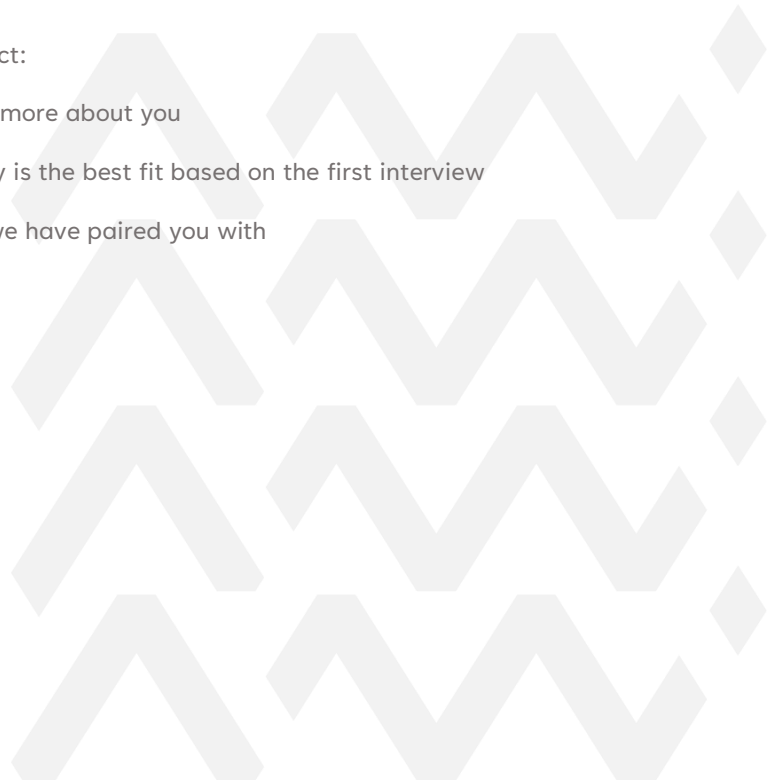 ct:
more about you
y is the best fit based on the first interview
ve have paired you with